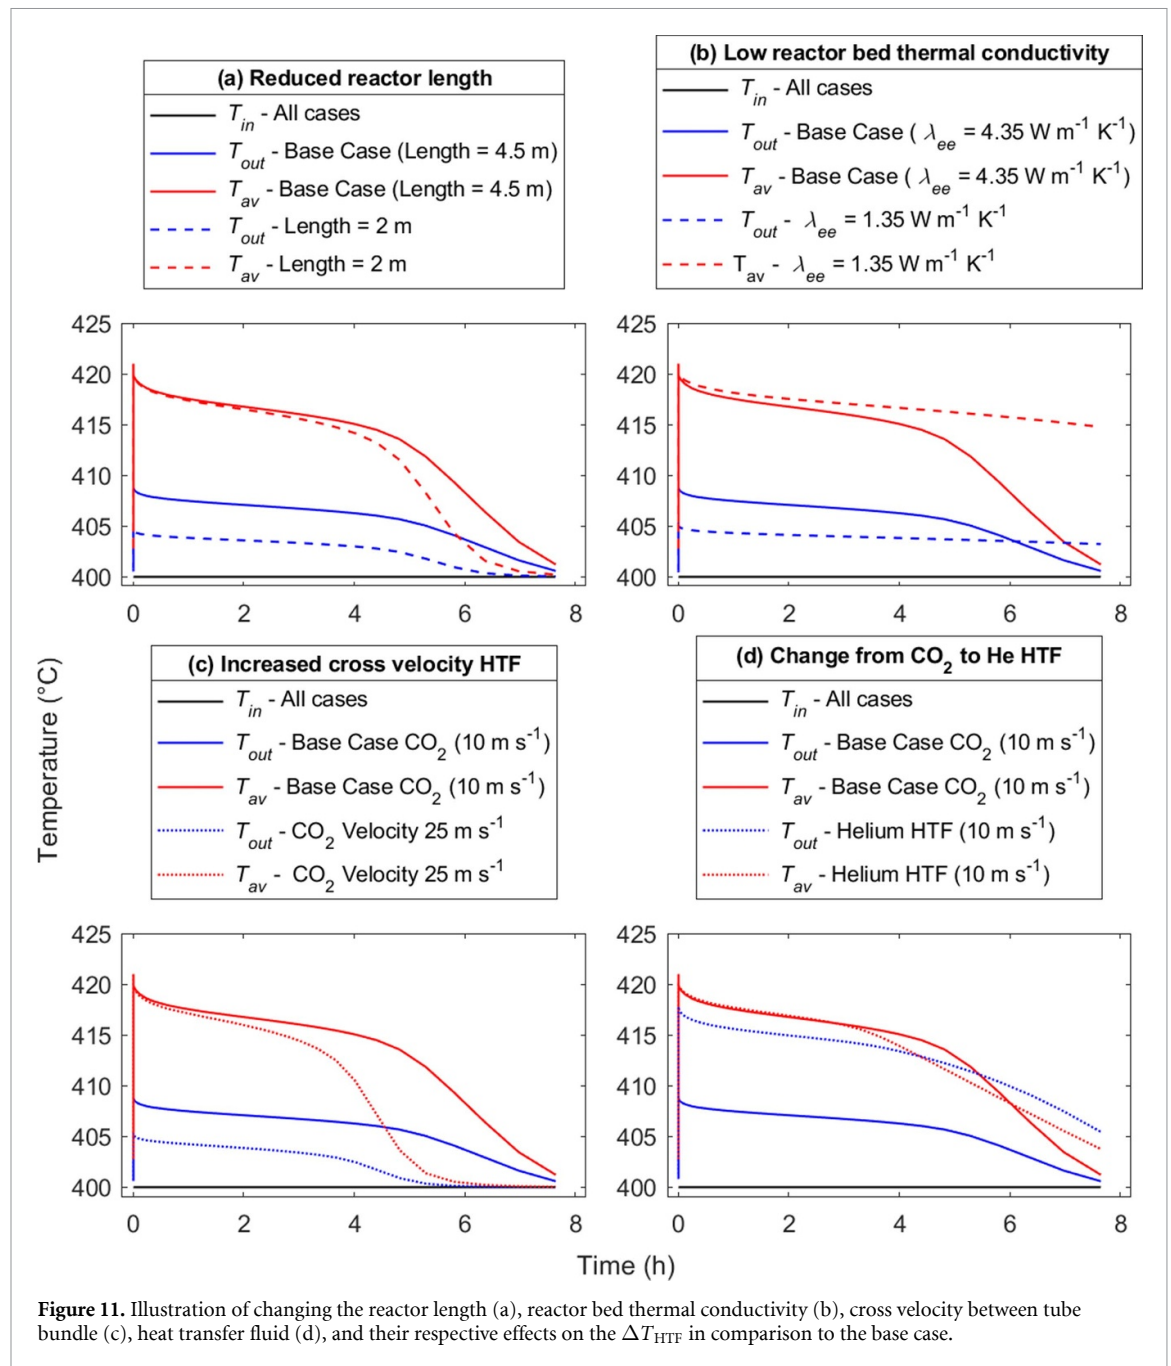 (a) Reduced reactor length
T_in - All cases
T_out - Base Case (Length = 4.5 m)
T_av - Base Case (Length = 4.5 m)
T_out - Length = 2 m
T_av - Length = 2 m
(b) Low reactor bed thermal conductivity
T_in - All cases
T_out - Base Case ( λ_ee = 4.35 W m⁻¹ K⁻¹)
T_av - Base Case ( λ_ee = 4.35 W m⁻¹ K⁻¹)
T_out - λ_ee = 1.35 W m⁻¹ K⁻¹
T_av - λ_ee = 1.35 W m⁻¹ K⁻¹
425
420
415
410
405
400
0 2 4 6 8
425
420
415
410
405
400
0 2 4 6 8
Temperature (°C)
(c) Increased cross velocity HTF
T_in - All cases
T_out - Base Case CO₂ (10 m s⁻¹)
T_av - Base Case CO₂ (10 m s⁻¹)
T_out - CO₂ Velocity 25 m s⁻¹
T_av - CO₂ Velocity 25 m s⁻¹
(d) Change from CO₂ to He HTF
T_in - All cases
T_out - Base Case CO₂ (10 m s⁻¹)
T_av - Base Case CO₂ (10 m s⁻¹)
T_out - Helium HTF (10 m s⁻¹)
T_av - Helium HTF (10 m s⁻¹)
425
420
415
410
405
400
0 2 4 6 8
425
420
415
410
405
400
0 2 4 6 8
Time (h)
Figure 11. Illustration of changing the reactor length (a), reactor bed thermal conductivity (b), cross velocity between tube
bundle (c), heat transfer fluid (d), and their respective effects on the ΔT_HTF in comparison to the base case.